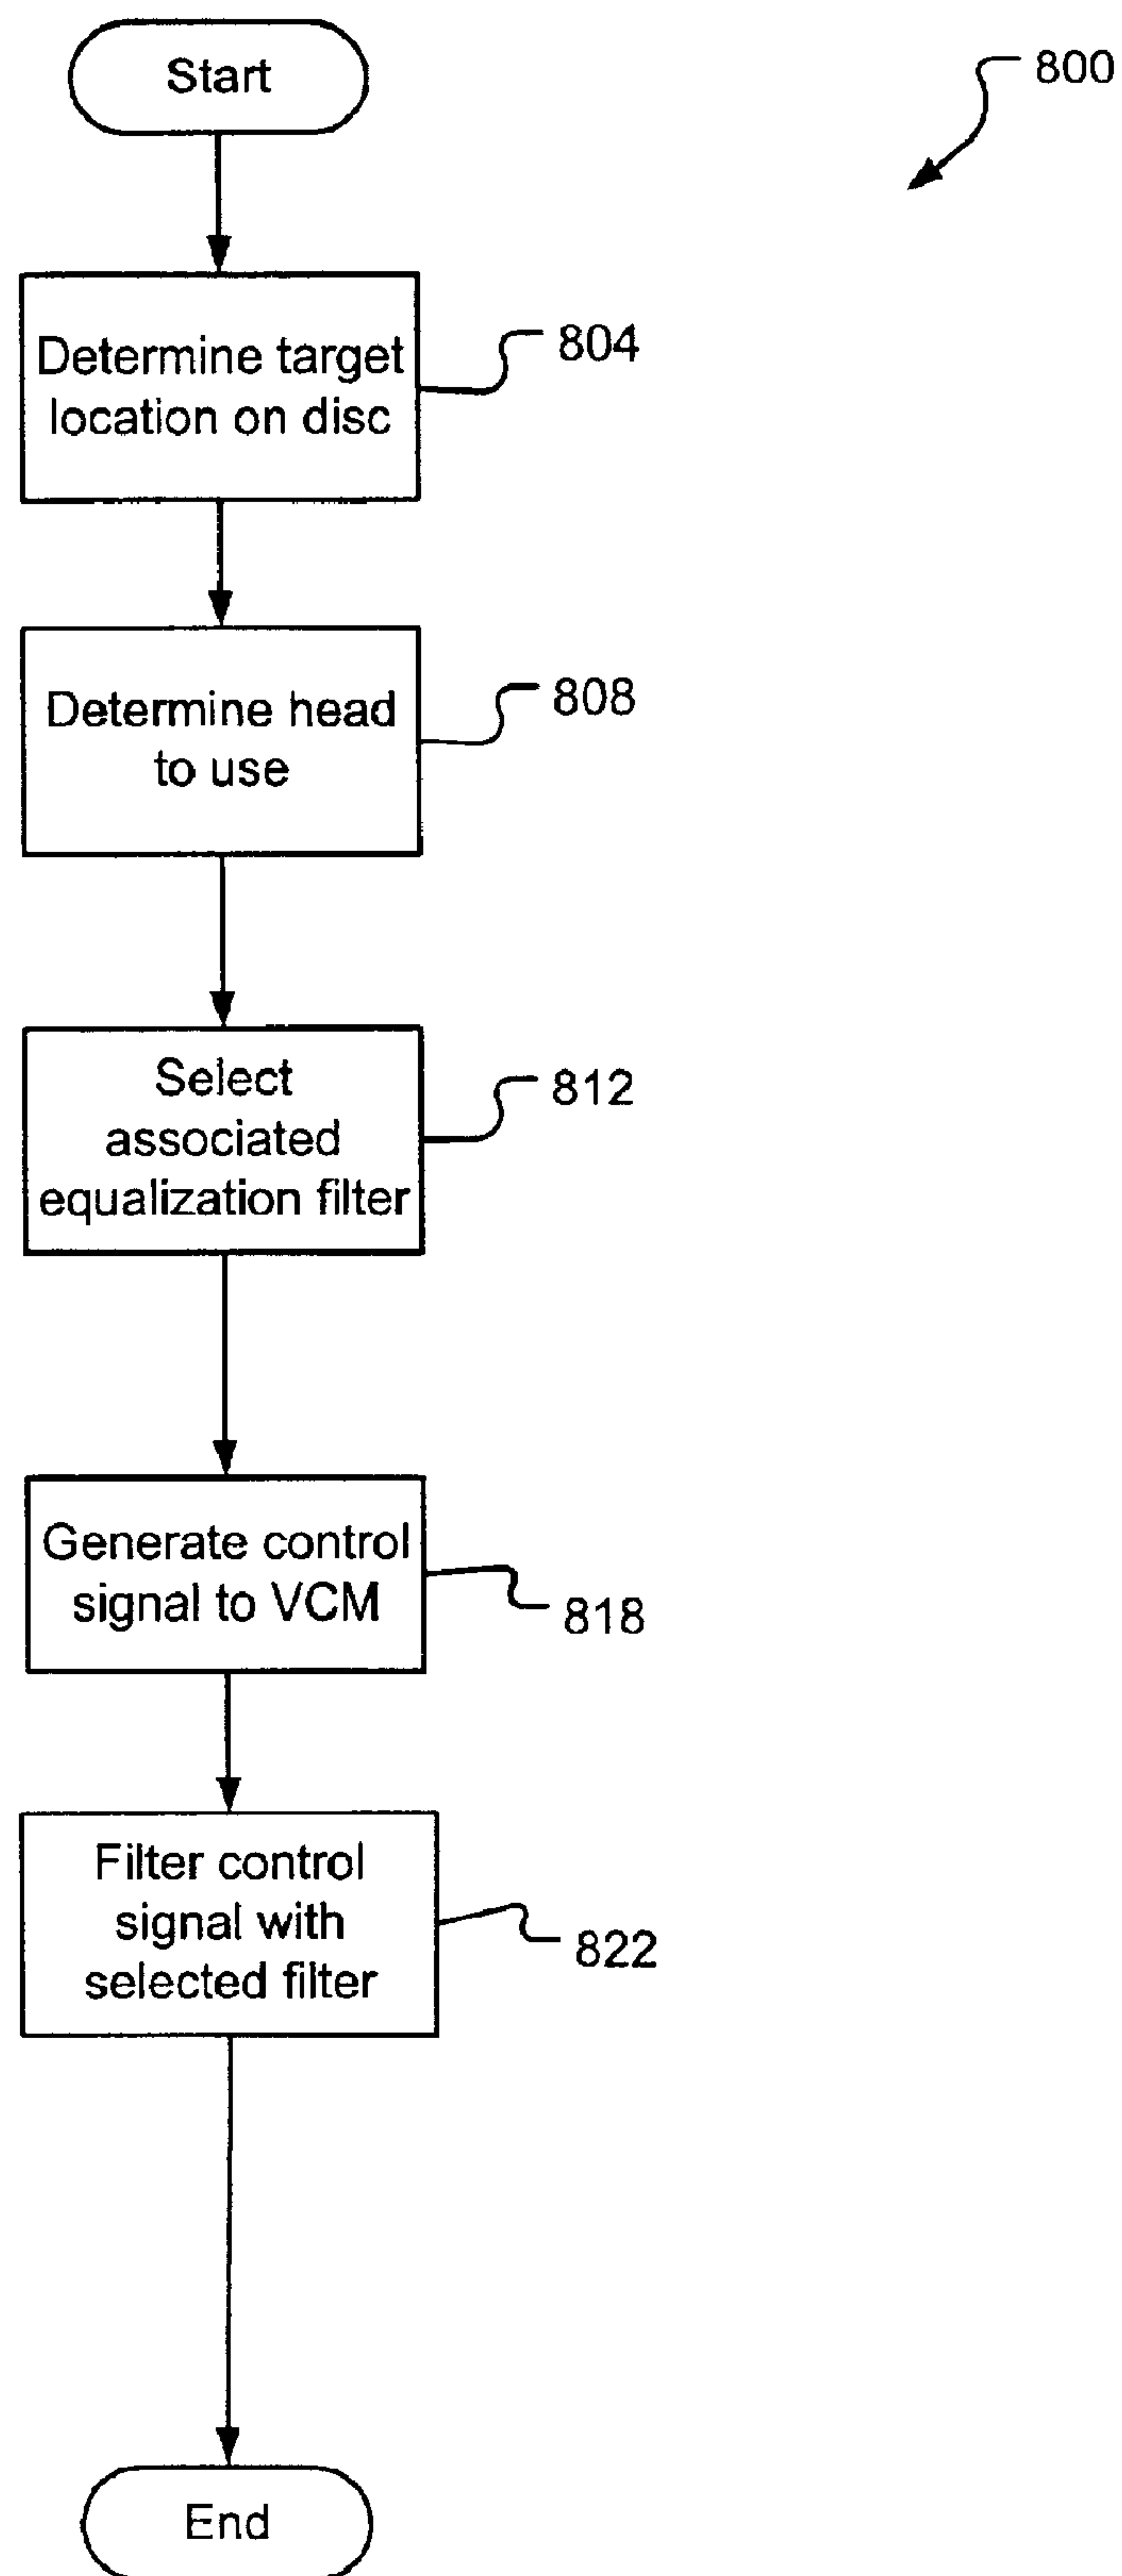 Start
800
Determine target
location on disc
804
Determine head
to use
808
Select
associated
equalization filter
812
Generate control
signal to VCM
818
Filter control
signal with
selected filter
822
End